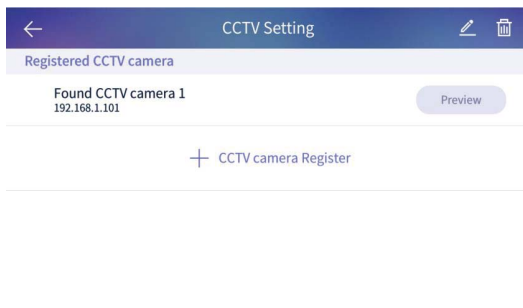 CCTV Setting
Registered CCTV camera
Found CCTV camera 1
192.168.1.101
Preview
CCTV camera Register